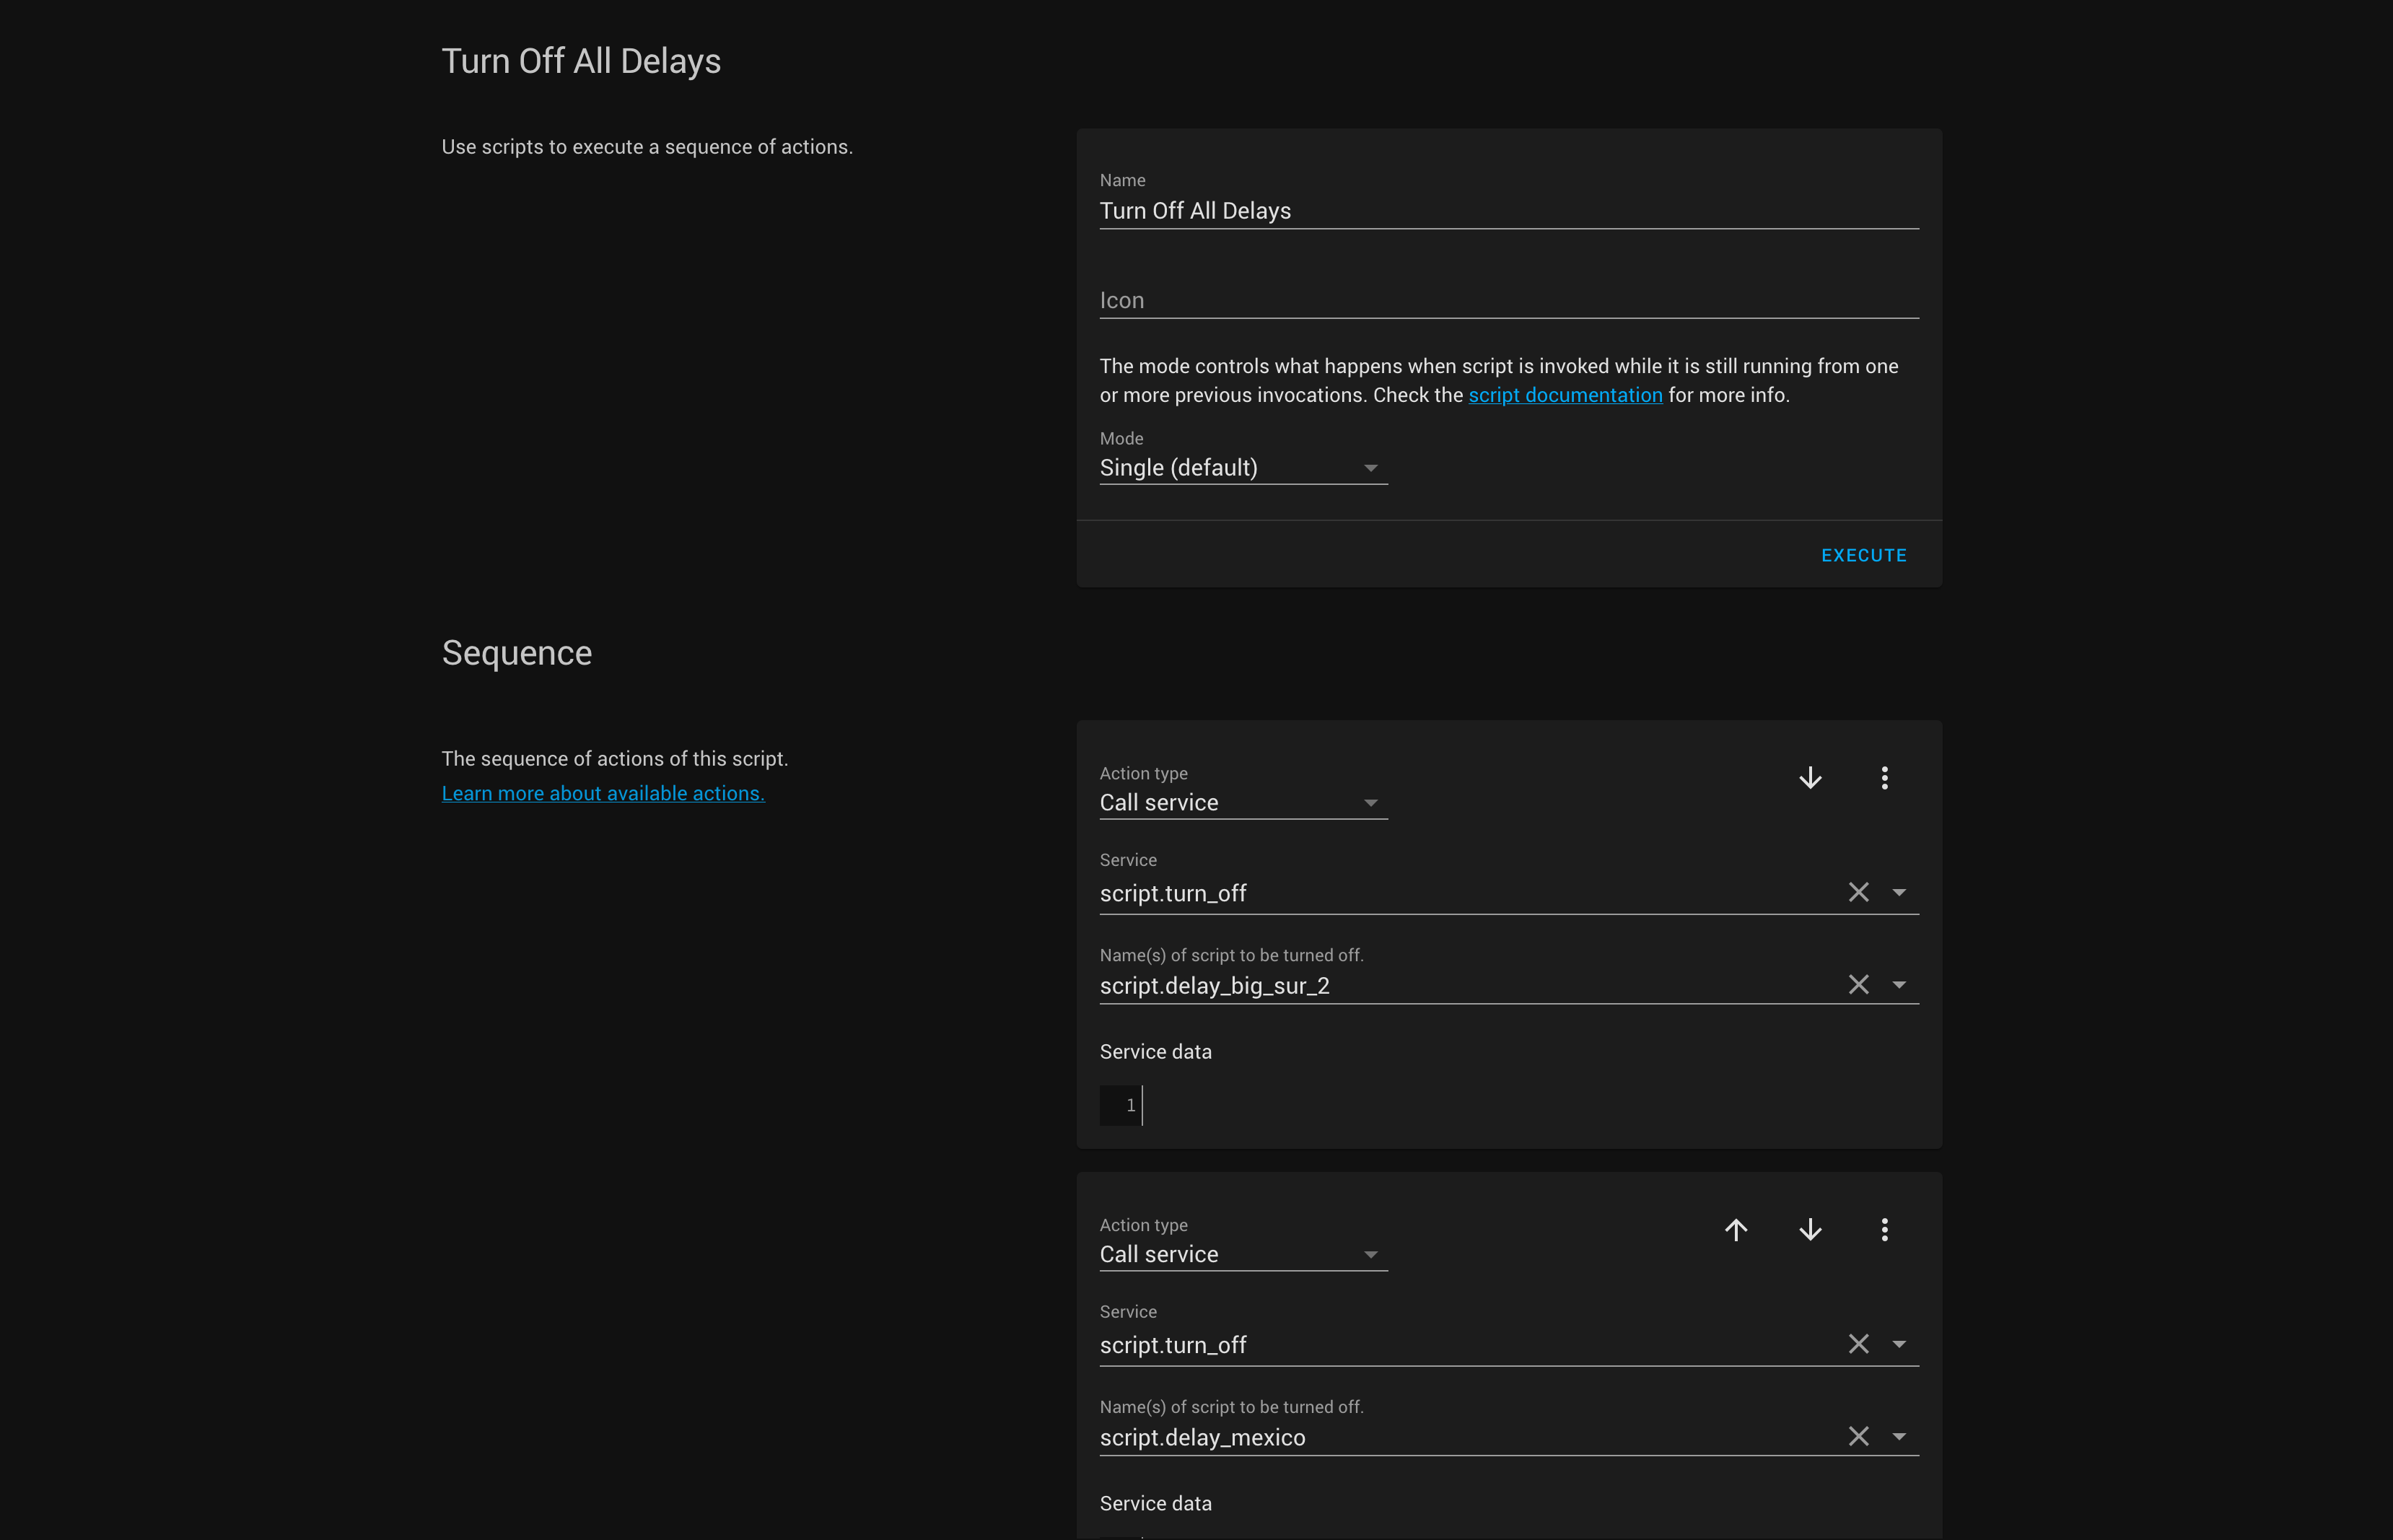 Turn Off All Delays
Use scripts to execute a sequence of actions.
Name
Turn Off All Delays
Icon
The mode controls what happens when script is invoked while it is still running from one
or more previous invocations. Check the script documentation for more info.
Mode
Single (default)
EXECUTE
Sequence
The sequence of actions of this script.
Learn more about available actions.
Action type
Call service
Service
script.turn_off
Name(s) of script to be turned off.
script.delay_big_sur_2
Service data
1
Action type
Call service
Service
script.turn_off
Name(s) of script to be turned off.
script.delay_mexico
Service data